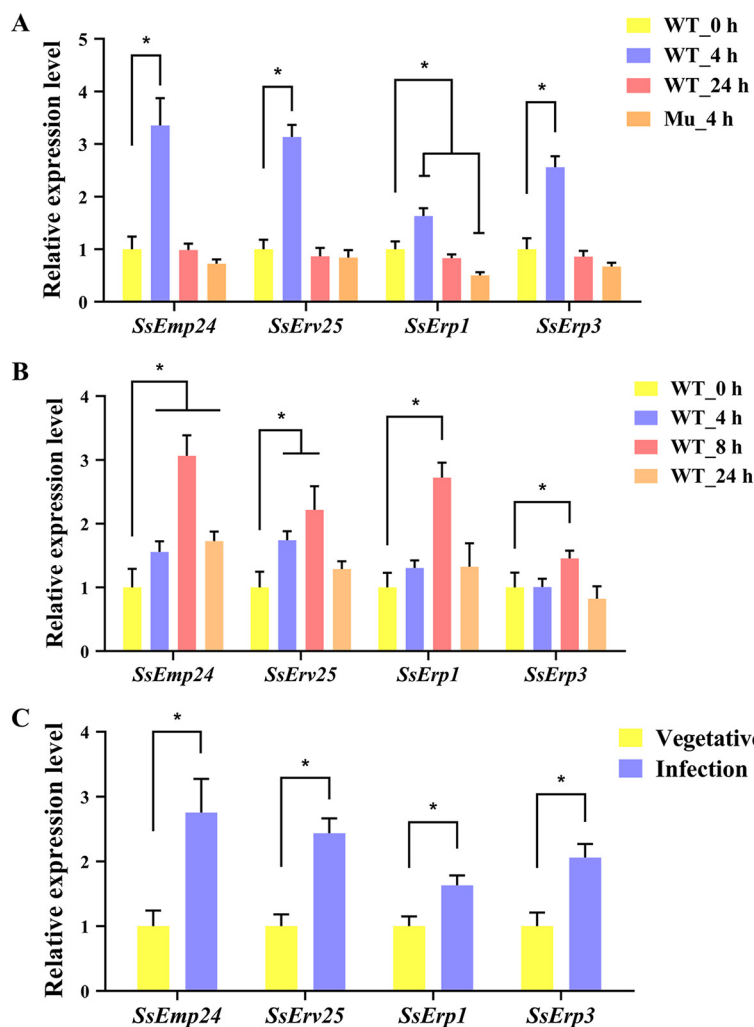 A
Relative expression level
5
4
3
2
1
0
*
*
*
*
WT_0 h
WT_4 h
WT_24 h
Mu_4 h
SsEmp24
SsErv25
SsErp1
SsErp3
B
Relative expression level
4
3
2
1
0
*
*
*
*
WT_0 h
WT_4 h
WT_8 h
WT_24 h
SsEmp24
SsErv25
SsErp1
SsErp3
C
Relative expression level
4
3
2
1
0
*
*
*
*
Vegetative
Infection
SsEmp24
SsErv25
SsErp1
SsErp3